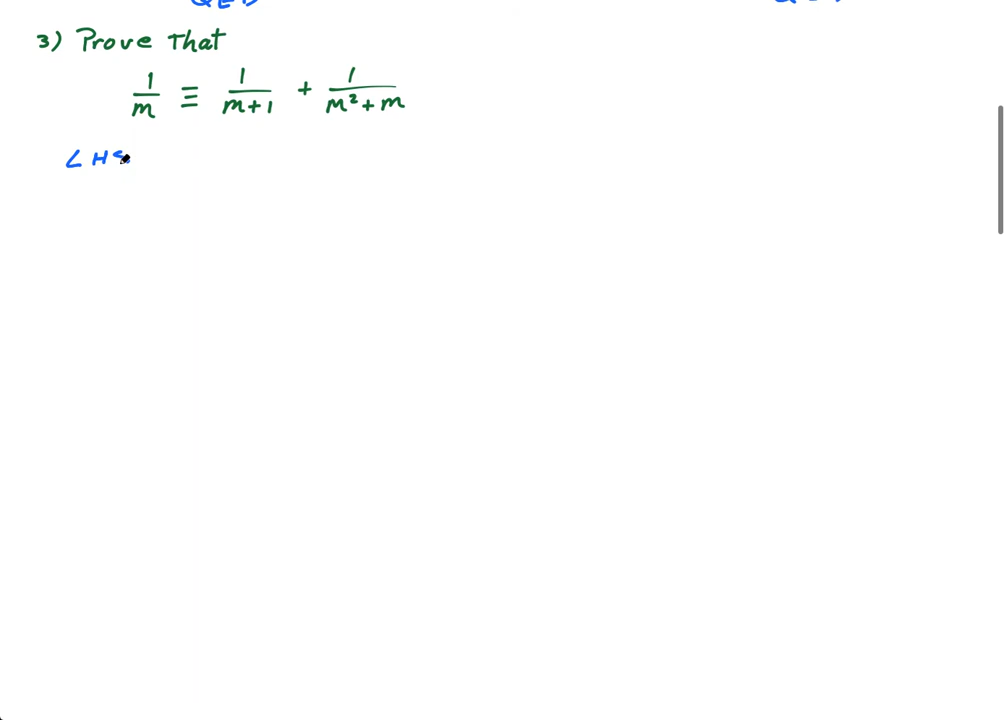 3) Prove That
1/m ≡ 1/(m+1) + 1/(m²+m)
LHS